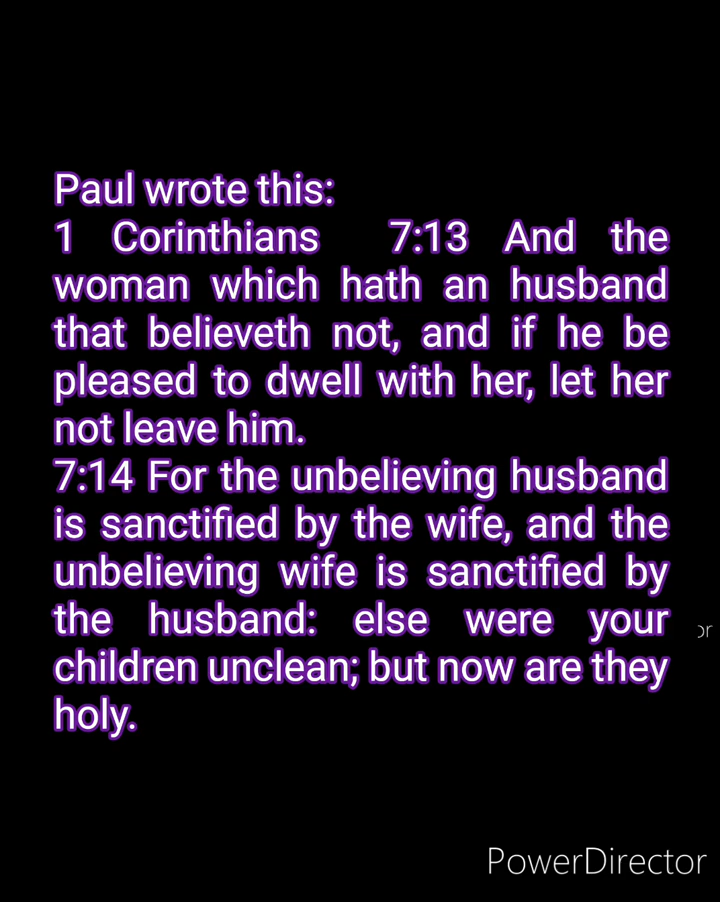 Paul wrote this:
1 Corinthians 7:13 And the
woman which hath an husband
that believeth not, and if he be
pleased to dwell with her, let her
not leave him.
7:14 For the unbelieving husband
is sanctified by the wife, and the
unbelieving wife is sanctified by
the husband: else were your
children unclean; but now are they
holy.
or
PowerDirector